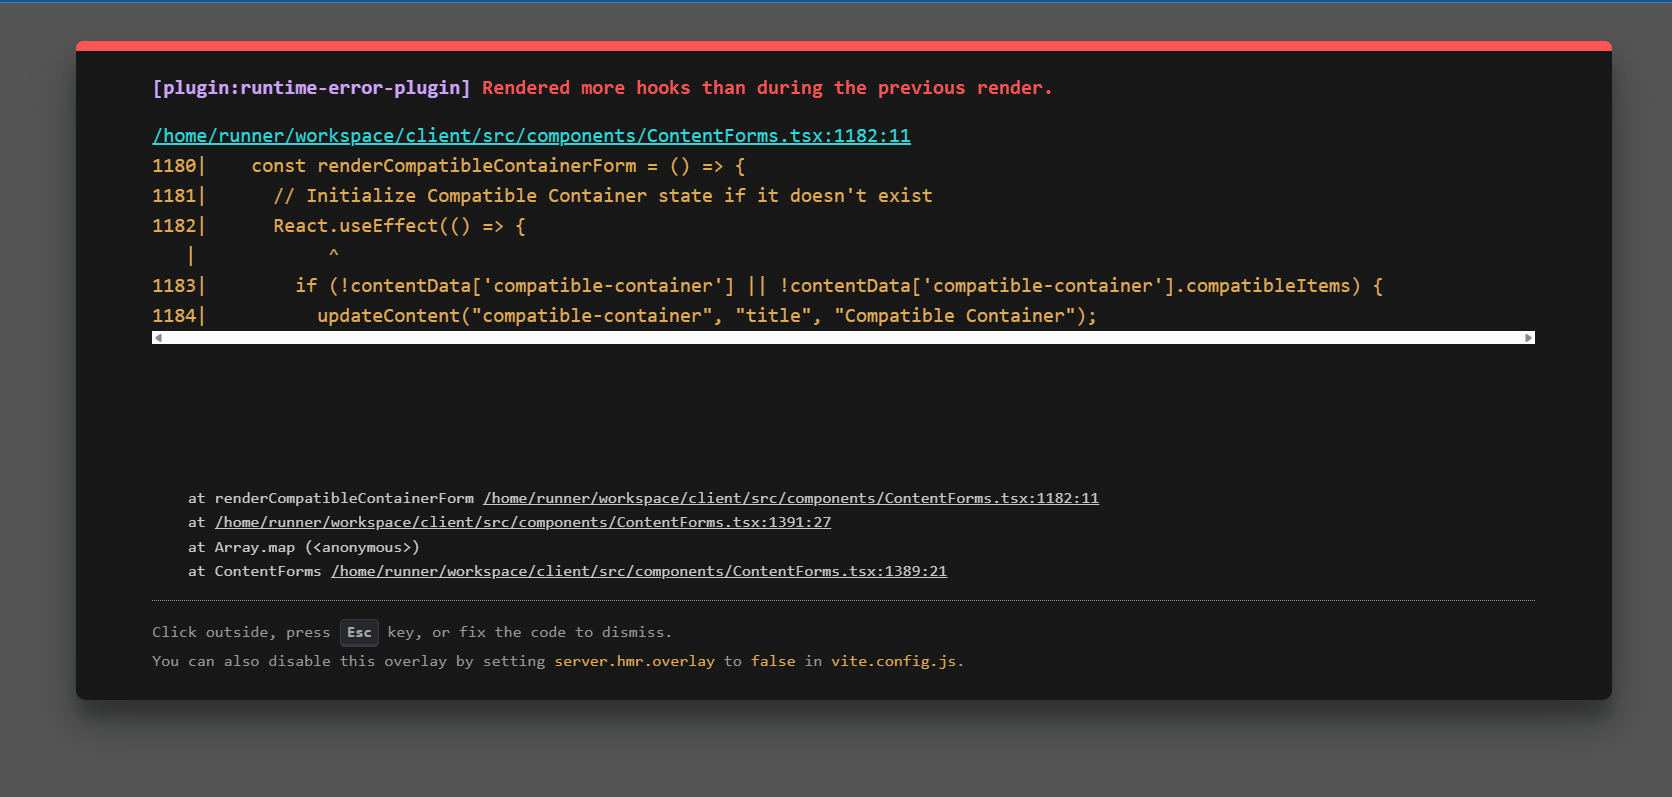 [plugin:runtime-error-plugin] Rendered more hooks than during the previous render.
/home/runner/workspace/client/src/components/ContentForms.tsx:1182:11
1180|    const renderCompatibleContainerForm = () => {
1181|      // Initialize Compatible Container state if it doesn't exist
1182|      React.useEffect(() => {
   |            ^
1183|        if (!contentData['compatible-container'] || !contentData['compatible-container'].compatibleItems) {
1184|          updateContent("compatible-container", "title", "Compatible Container");
at renderCompatibleContainerForm /home/runner/workspace/client/src/components/ContentForms.tsx:1182:11
at /home/runner/workspace/client/src/components/ContentForms.tsx:1391:27
at Array.map (<anonymous>)
at ContentForms /home/runner/workspace/client/src/components/ContentForms.tsx:1389:21
Click outside, press Esc key, or fix the code to dismiss.
You can also disable this overlay by setting server.hmr.overlay to false in vite.config.js.